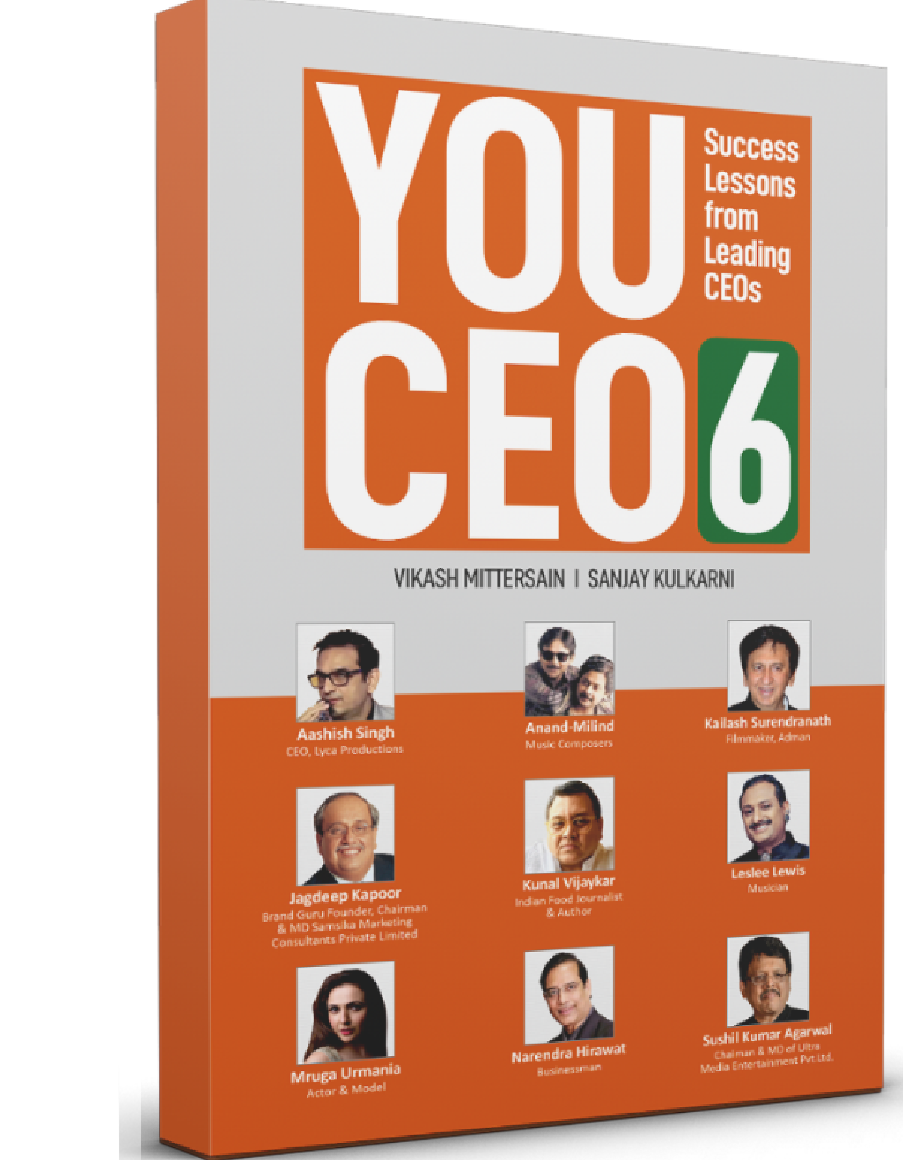 YOU
Success
Lessons
from
Leading
CEOs
CEO 6
VIKASH MITTERSAIN | SANJAY KULKARNI
Aashish Singh
CEO, Lyca Productions
Anand-Milind
Music Composers
Kailash Surendranath
Filmmaker, Adman
Jagdeep Kapoor
Brand Guru Founder, Chairman
& MD Samsika Marketing
Consultants Private Limited
Kunal Vijaykar
Indian Food Journalist
& Author
Leslee Lewis
Musician
Mruga Urmania
Actor & Model
Narendra Hirawat
Businessman
Sushil Kumar Agarwal
Chaiman & MD of Ultra
Media Entertainment Pvt.Ltd.